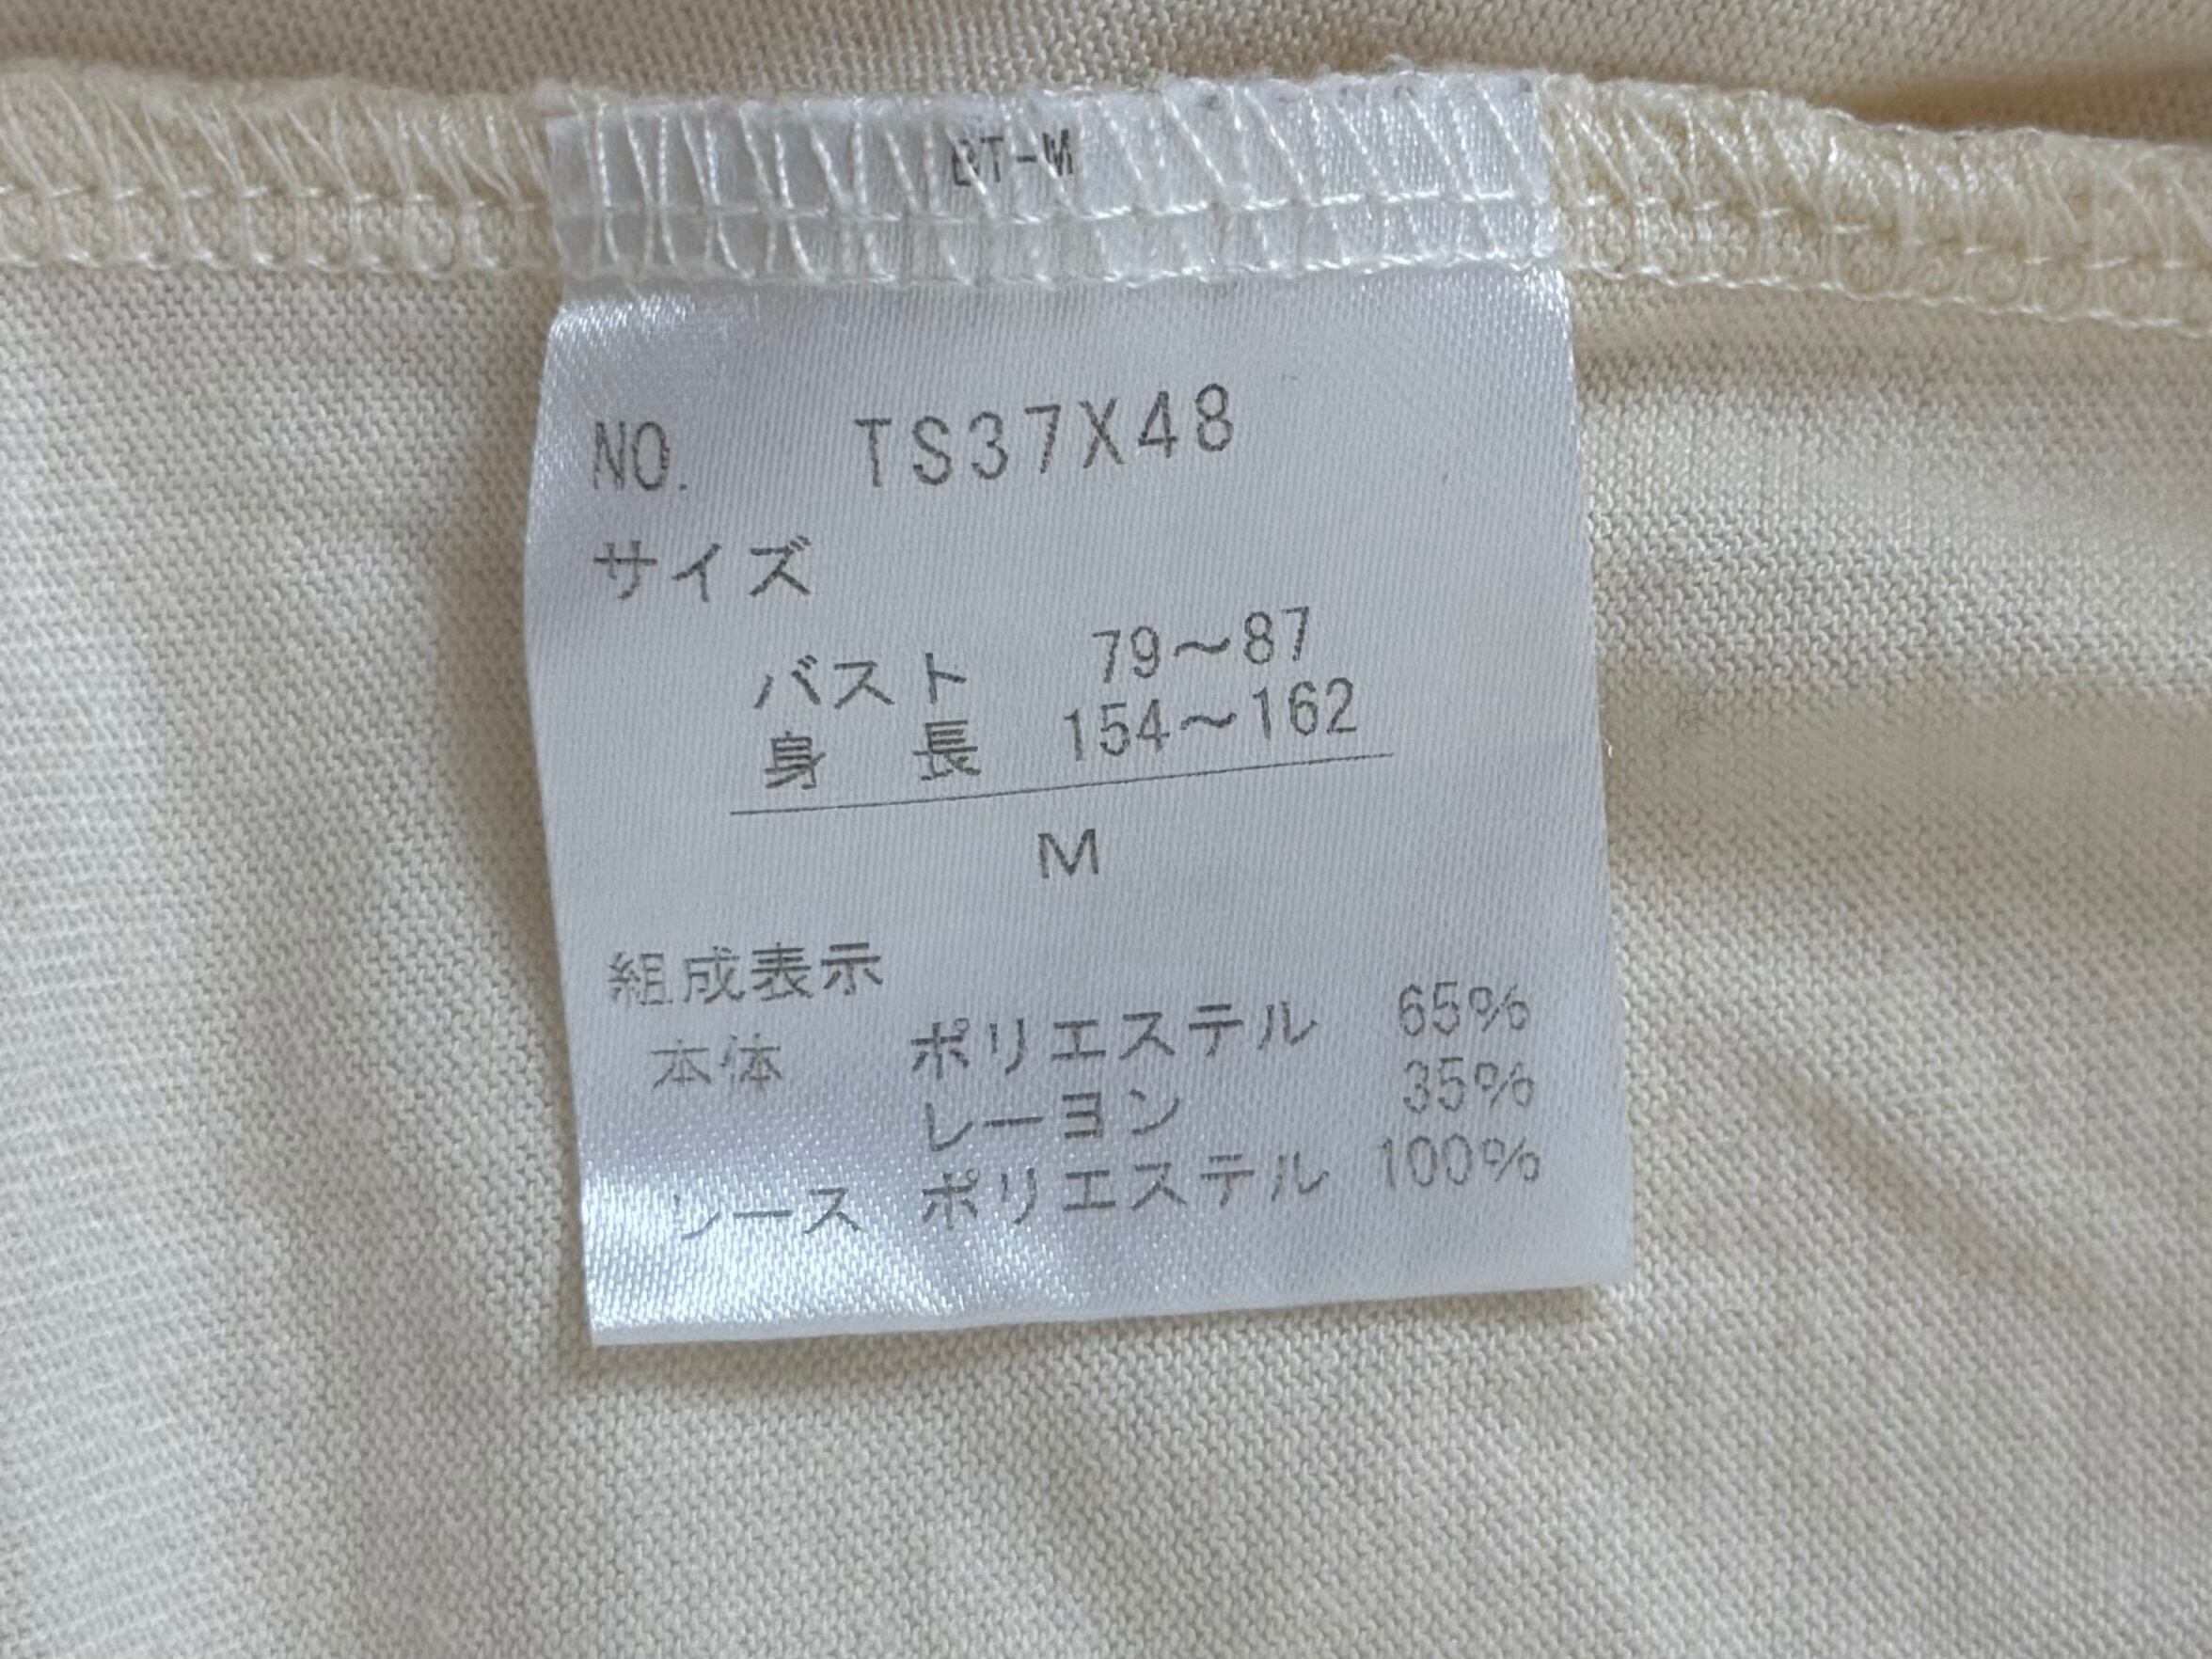 BT-M
NO. TS37X48
サイズ
バスト 79～87
身 長 154～162
M
組成表示
本体 ポリエステル 65%
レーヨン 35%
レース ポリエステル 100%